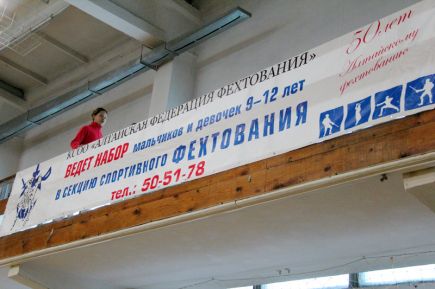 КСОО «АЛТАЙСКАЯ ФЕДЕРАЦИЯ ФЕХТОВАНИЯ»
ВЕДЕТ НАБОР мальчиков и девочек 9-12 лет
В СЕКЦИЮ СПОРТИВНОГО ФЕХТОВАНИЯ
тел.: 50-51-78
50 лет
Алтайскому
фехтованию